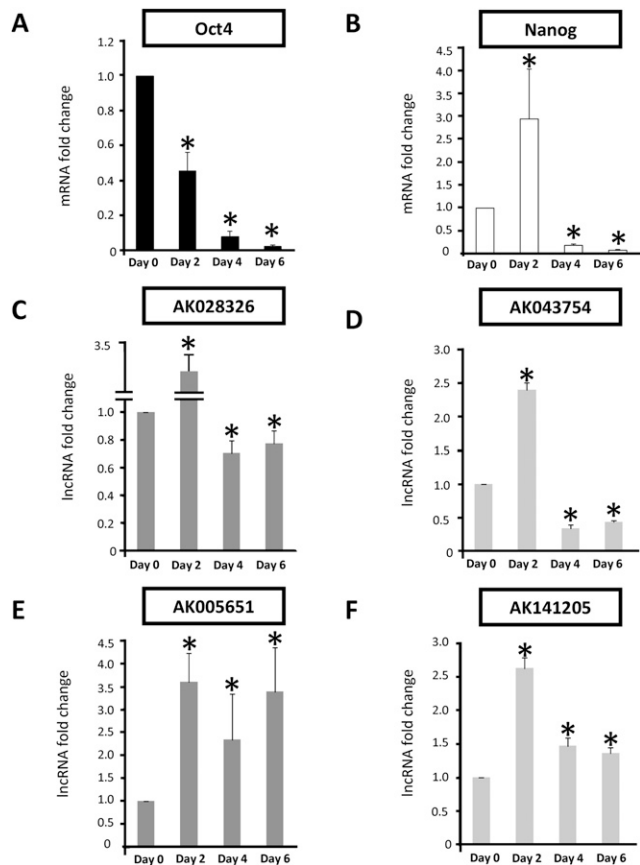 A
Oct4
mRNA fold change
1.2
1.0
0.8
0.6
0.4
0.2
0
*
*
*
Day 0 Day 2 Day 4 Day 6
B
Nanog
mRNA fold change
4.5
4.0
3.5
3.0
2.5
2.0
1.5
1.0
0.5
0
*
*
*
Day 0 Day 2 Day 4 Day 6
C
AK028326
lncRNA fold change
3.5
1.0
0.8
0.6
0.4
0.2
0
*
*
*
Day 0 Day 2 Day 4 Day 6
D
AK043754
lncRNA fold change
3.0
2.5
2.0
1.5
1.0
0.5
0
*
*
*
Day 0 Day 2 Day 4 Day 6
E
AK005651
lncRNA fold change
4.5
4.0
3.5
3.0
2.5
2.0
1.5
1.0
0.5
0
*
*
*
Day 0 Day 2 Day 4 Day 6
F
AK141205
lncRNA fold change
3.0
2.5
2.0
1.5
1.0
0.5
0
*
*
*
Day 0 Day 2 Day 4 Day 6